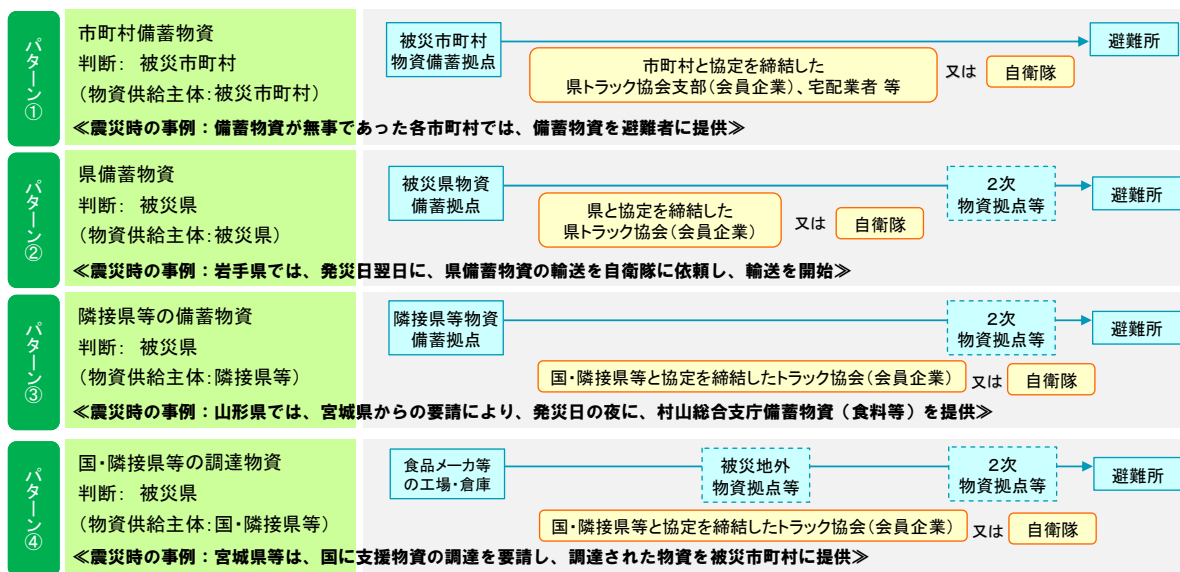 パターン①
市町村備蓄物資
判断： 被災市町村
（物資供給主体：被災市町村）
被災市町村
物資備蓄拠点
避難所
市町村と協定を締結した
県トラック協会支部（会員企業）、宅配業者 等
又は
自衛隊
≪震災時の事例：備蓄物資が無事であった各市町村では、備蓄物資を避難者に提供≫
パターン②
県備蓄物資
判断： 被災県
（物資供給主体：被災県）
被災県物資
備蓄拠点
２次
物資拠点等
避難所
県と協定を締結した
県トラック協会（会員企業）
又は
自衛隊
≪震災時の事例：岩手県では、発災日翌日に、県備蓄物資の輸送を自衛隊に依頼し、輸送を開始≫
パターン③
隣接県等の備蓄物資
判断： 被災県
（物資供給主体：隣接県等）
隣接県等物資
備蓄拠点
２次
物資拠点等
避難所
国・隣接県等と協定を締結したトラック協会（会員企業）
又は
自衛隊
≪震災時の事例：山形県では、宮城県からの要請により、発災日の夜に、村山総合支庁備蓄物資（食料等）を提供≫
パターン④
国・隣接県等の調達物資
判断： 被災県
（物資供給主体：国・隣接県等）
食品メーカ等
の工場・倉庫
被災地外
物資拠点等
２次
物資拠点等
避難所
国・隣接県等と協定を締結したトラック協会（会員企業）
又は
自衛隊
≪震災時の事例：宮城県等は、国に支援物資の調達を要請し、調達された物資を被災市町村に提供≫